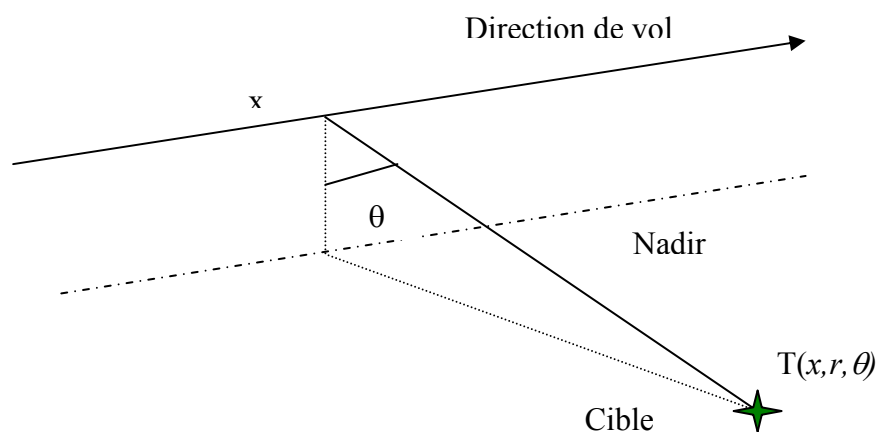 Direction de vol
x
θ
Nadir
T(x,r,θ)
Cible